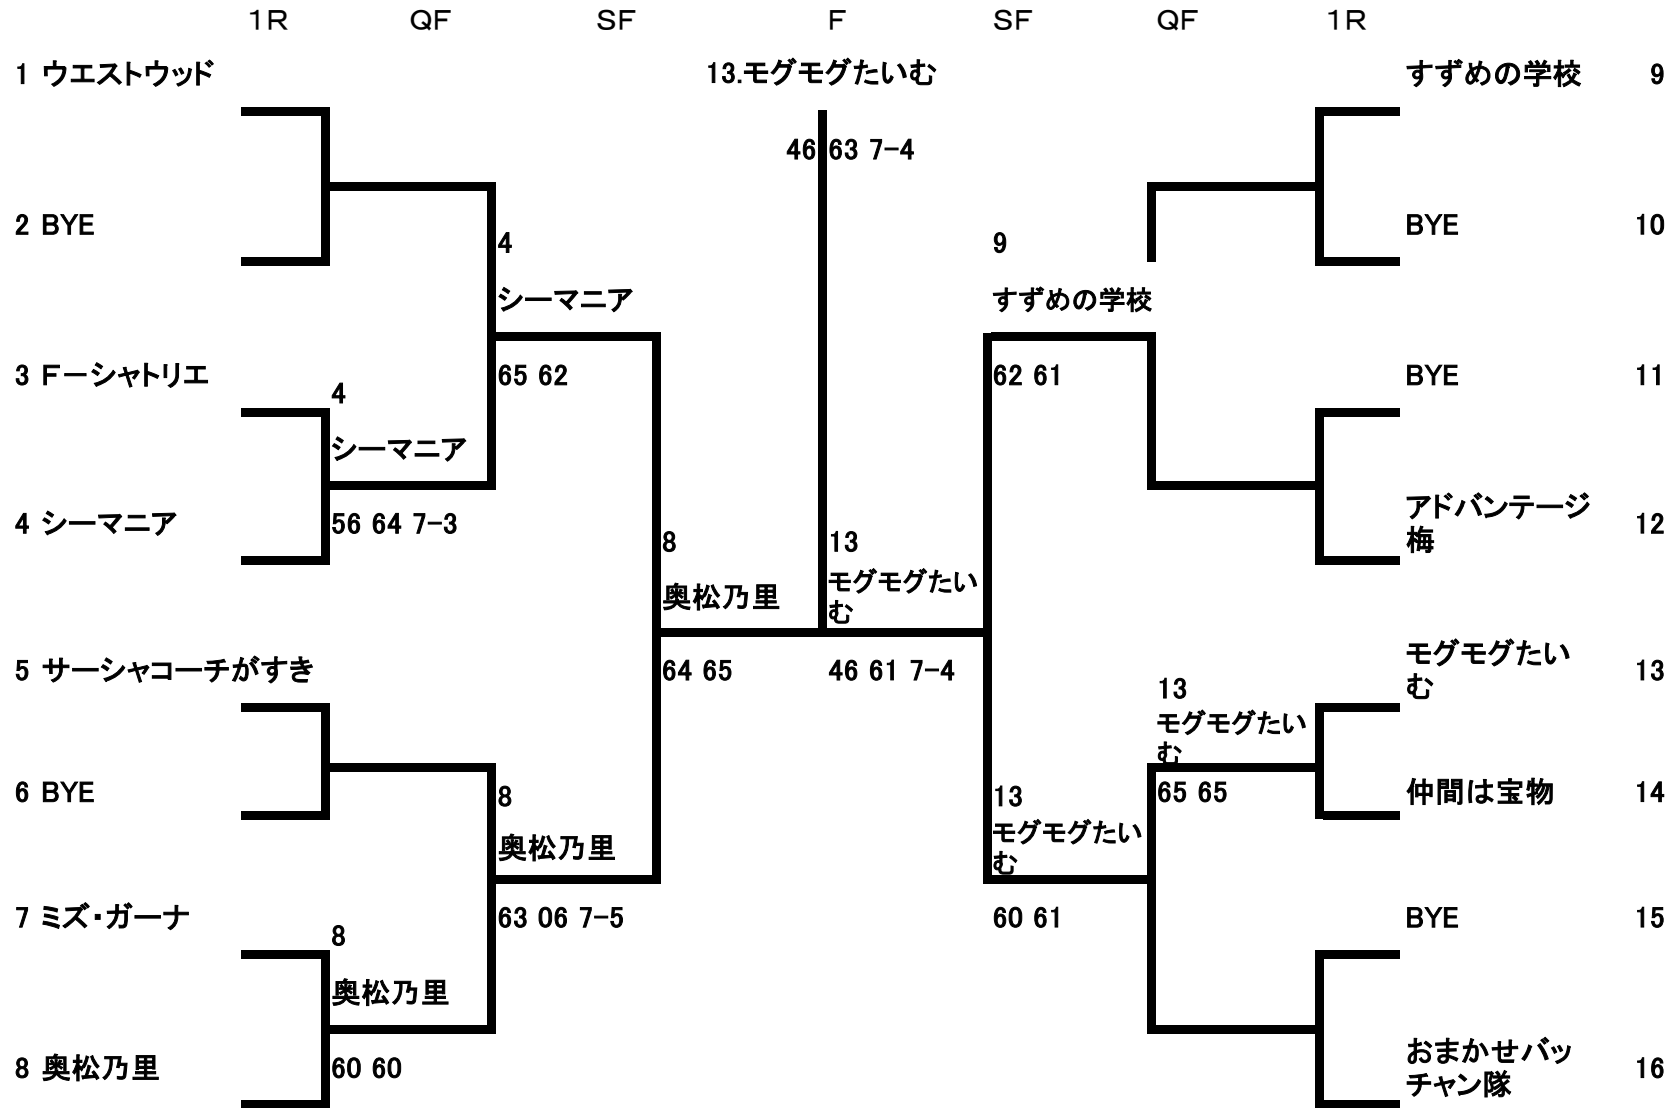 1R QF SF F SF QF 1R
1 ウエストウッド
13.モグモグたいむ
すずめの学校 9
46 63 7-4
2 BYE
BYE 10
4
シーマニア
9
すずめの学校
3 Fーシャトリエ
65 62
62 61
BYE 11
4
シーマニア
4 シーマニア
56 64 7-3
アドバンテージ
梅
12
8
奥松乃里
13
モグモグたい
む
5 サーシャコーチがすき
64 65
46 61 7-4
モグモグたい
む
13
13
モグモグたい
む
6 BYE
65 65
仲間は宝物 14
8
奥松乃里
13
モグモグたい
む
7 ミズ・ガーナ
63 06 7-5
60 61
BYE 15
8
奥松乃里
8 奥松乃里
60 60
おまかせバッ
チャン隊
16